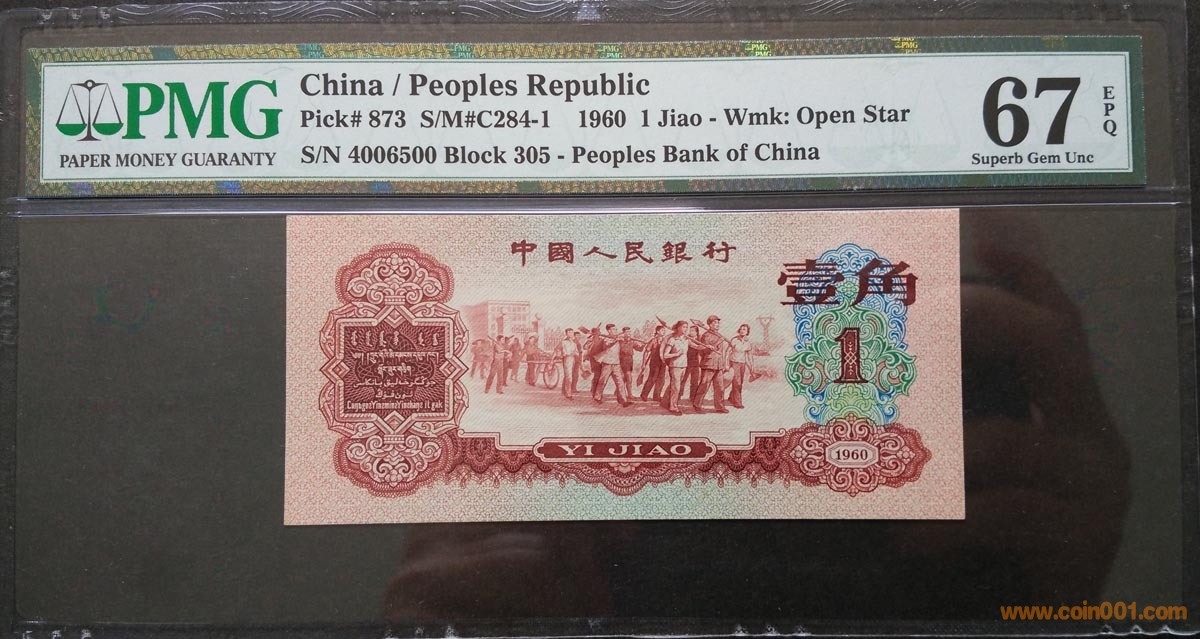 PMG
PAPER MONEY GUARANTY
China / Peoples Republic
Pick# 873 S/M#C284-1 1960 1 Jiao - Wmk: Open Star
S/N 4006500 Block 305 - Peoples Bank of China
67
EPQ
Superb Gem Unc
中國人民銀行
壹角
1
YI JIAO
1960
www.coin001.com